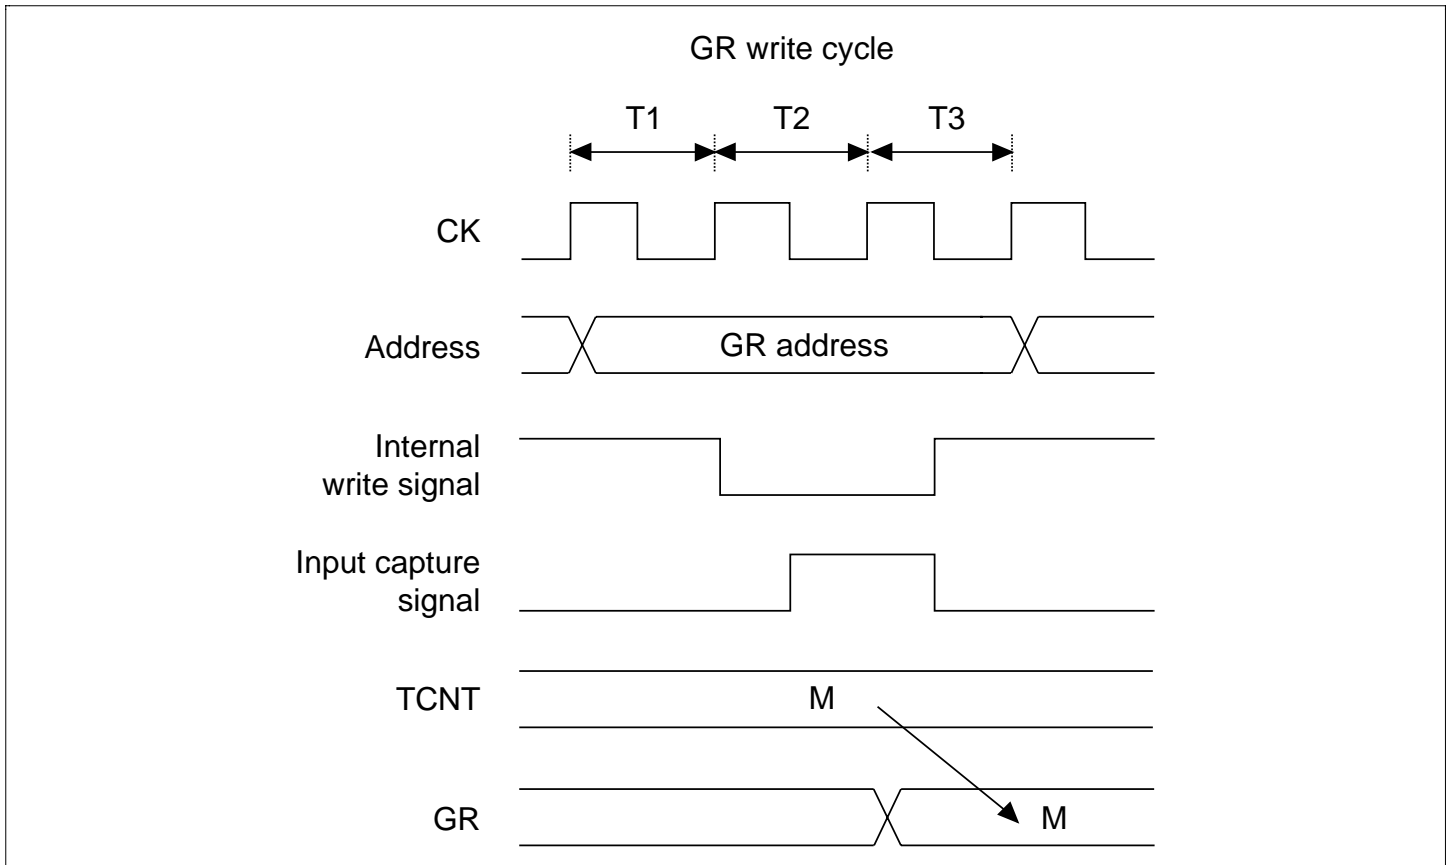 GR write cycle
T1 T2 T3
CK
Address GR address
Internal
write signal
Input capture
signal
TCNT M
GR M